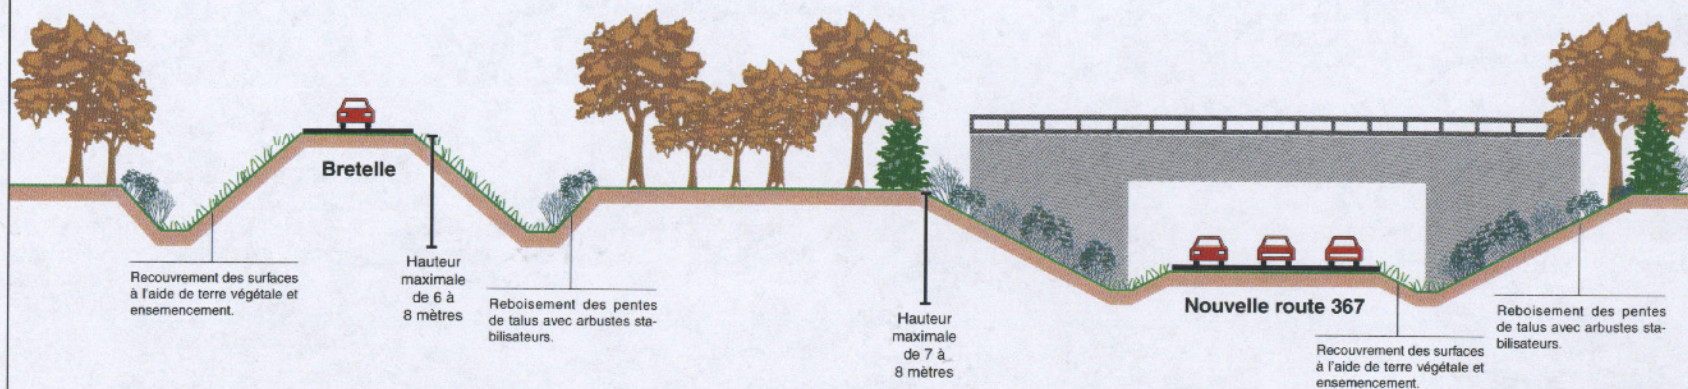 Bretelle
Recouvrement des surfaces
à l'aide de terre végétale et
ensemencement.
Hauteur
maximale
de 6 à
8 mètres
Reboisement des pentes
de talus avec arbustes sta-
bilisateurs.
Hauteur
maximale
de 7 à
8 mètres
Nouvelle route 367
Recouvrement des surfaces
à l'aide de terre végétale et
ensemencement.
Reboisement des pentes
de talus avec arbustes sta-
bilisateurs.